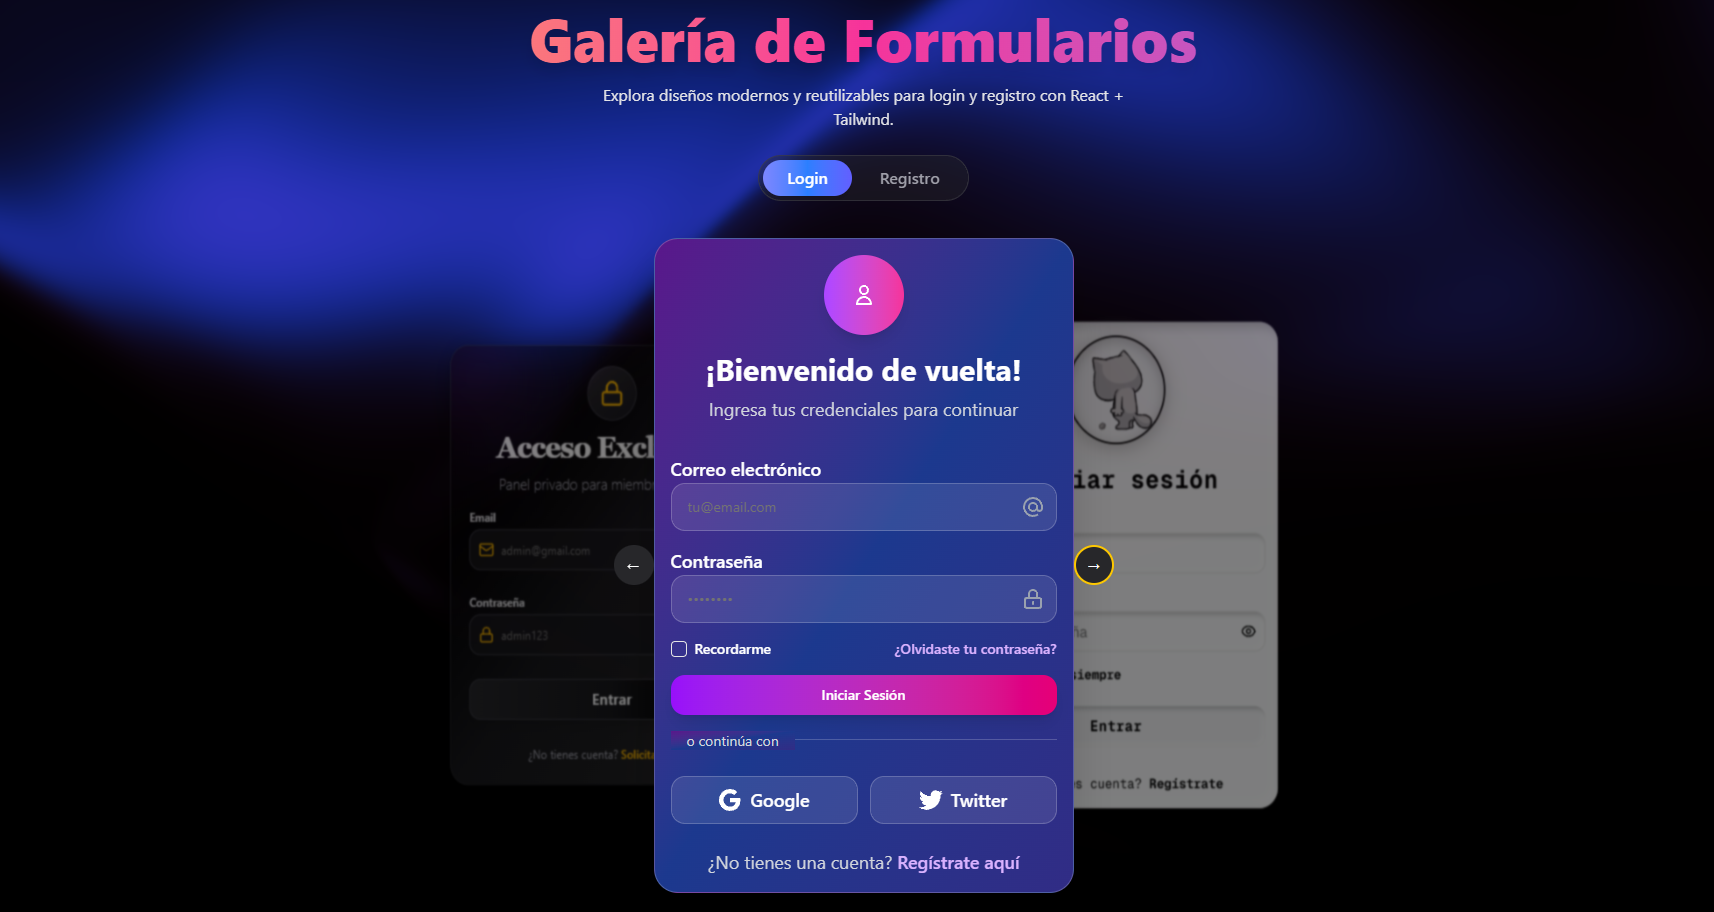 Galería de Formularios
Explora diseños modernos y reutilizables para login y registro con React +
Tailwind.
Login
Registro
¡Bienvenido de vuelta!
Ingresa tus credenciales para continuar
Correo electrónico
tu@email.com
Contraseña
Recordarme
¿Olvidaste tu contraseña?
Iniciar Sesión
o continúa con
Google
Twitter
¿No tienes una cuenta? Regístrate aquí
Acceso Excl
Panel privado para miemb
Email
admin@gmail.com
←
Contraseña
admin123
Entrar
¿No tienes cuenta? Solicita
iar sesión
→
ña
siempre
Entrar
es cuenta? Regístrate